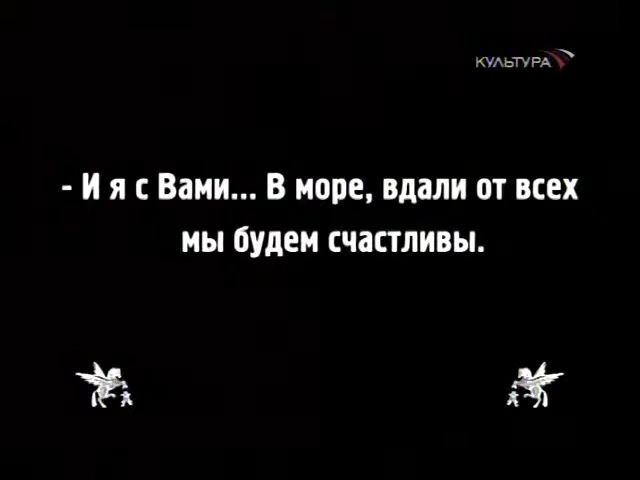 КУЛЬТУРА
- И я с Вами... В море, вдали от всех
мы будем счастливы.